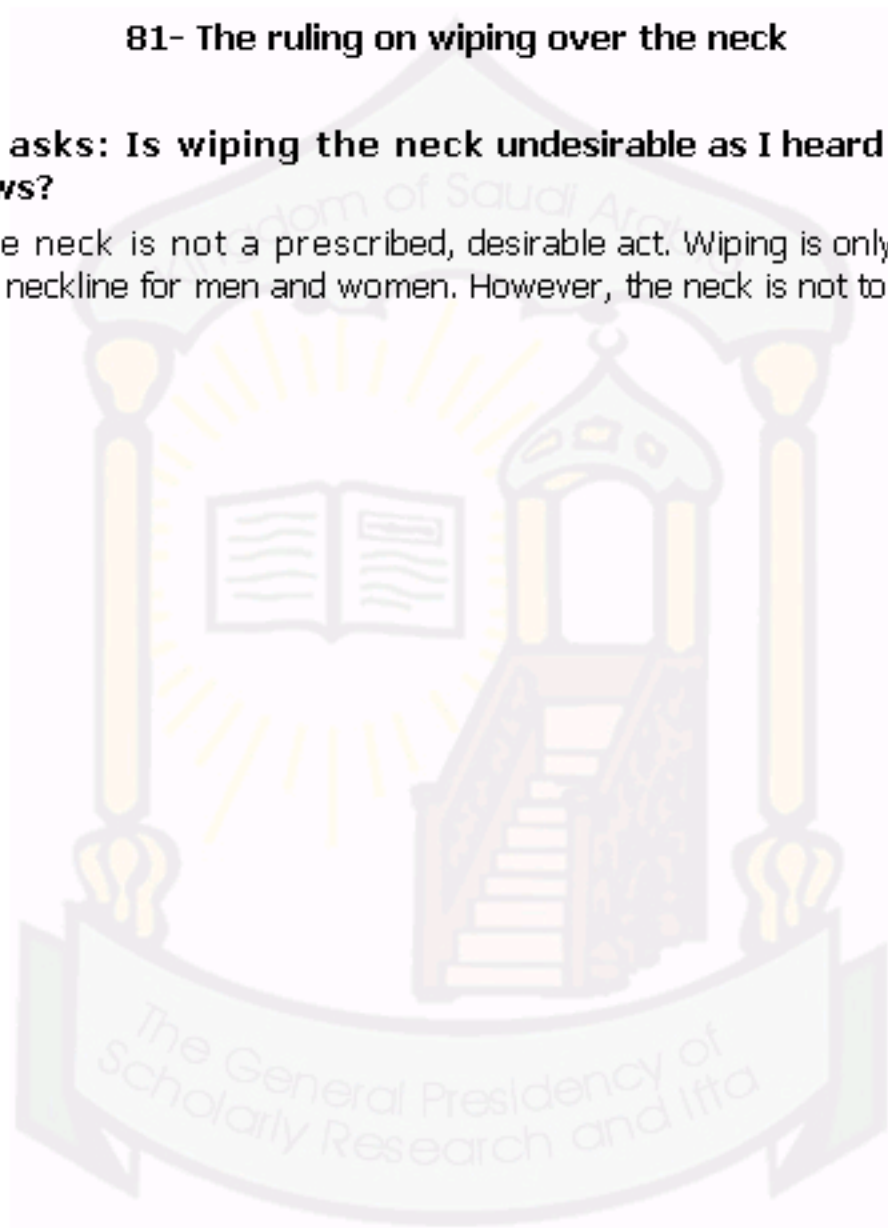 81- The ruling on wiping over the neck
asks: Is wiping the neck undesirable as I heard
ws?
e neck is not a prescribed, desirable act. Wiping is only
neckline for men and women. However, the neck is not to
Kingdom of Saudi Arabia
The General Presidency of
Scholarly Research and Ifta